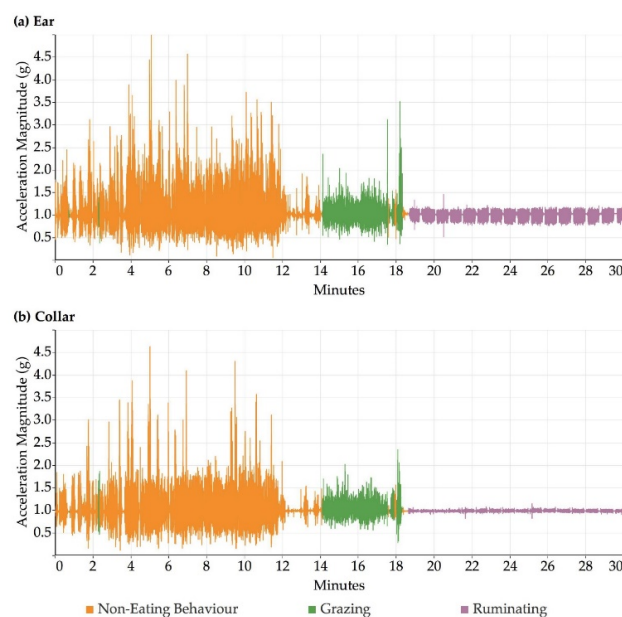 (a) Ear
Acceleration Magnitude (g)
4.5
4.0
3.5
3.0
2.5
2.0
1.5
1.0
0.5
0 2 4 6 8 10 12 14 16 18 20 22 24 26 28 30
Minutes
(b) Collar
Acceleration Magnitude (g)
4.5
4.0
3.5
3.0
2.5
2.0
1.5
1.0
0.5
0 2 4 6 8 10 12 14 16 18 20 22 24 26 28 30
Minutes
Non-Eating Behaviour Grazing Ruminating